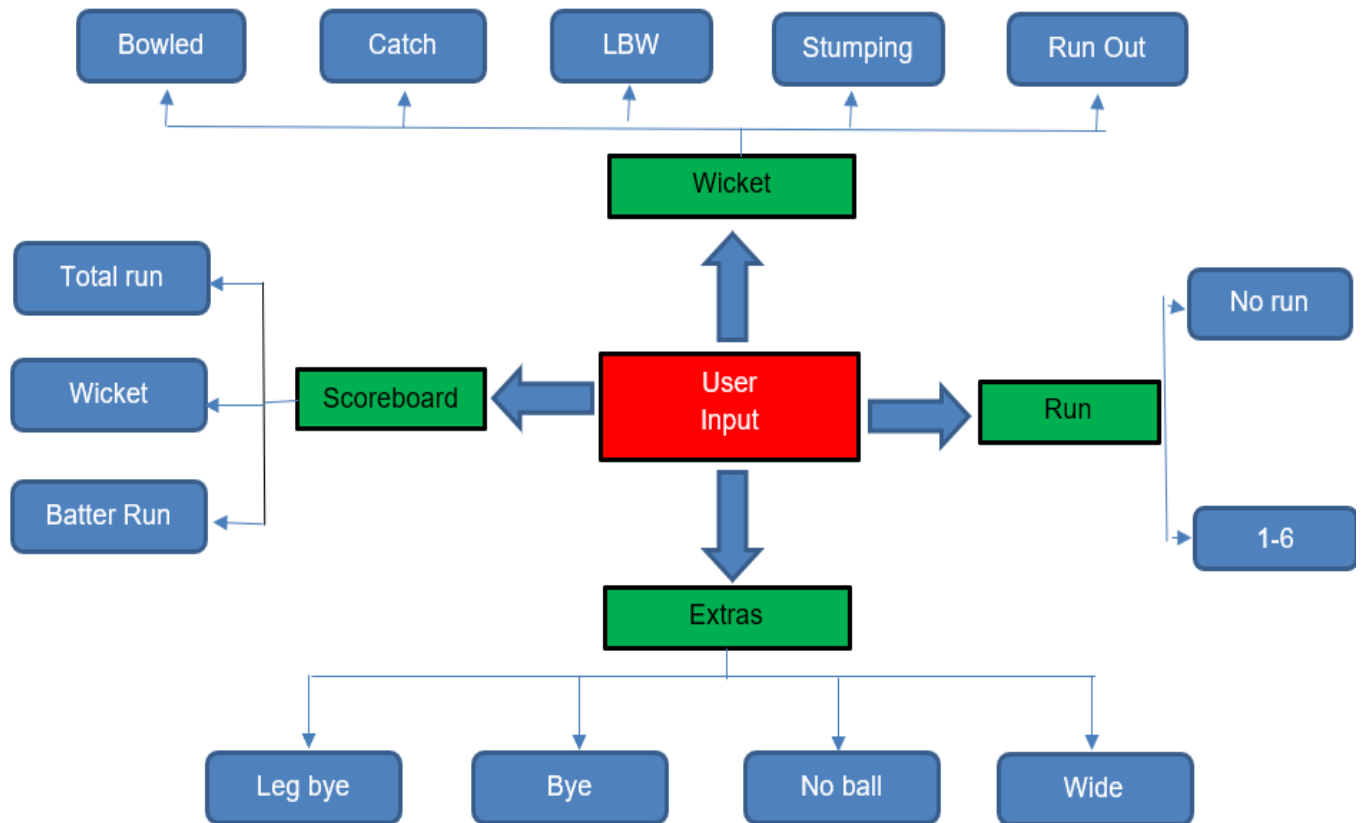 Bowled
Catch
LBW
Stumping
Run Out
Wicket
Total run
No run
Wicket
Scoreboard
User
Input
Run
Batter Run
1-6
Extras
Leg bye
Bye
No ball
Wide